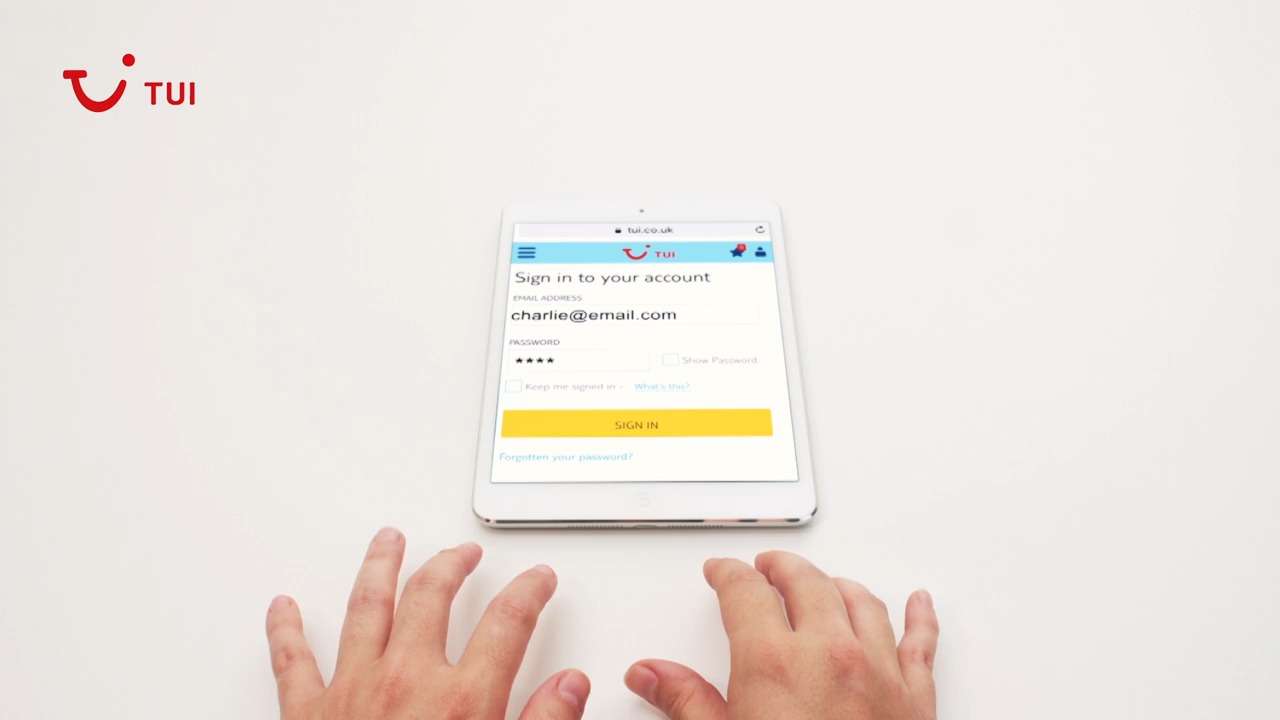 TUI
tui.co.uk
TUI
Sign in to your account
EMAIL ADDRESS
charlie@email.com
PASSWORD
★★★★ Show Password
Keep me signed in - What's this?
SIGN IN
Forgotten your password?